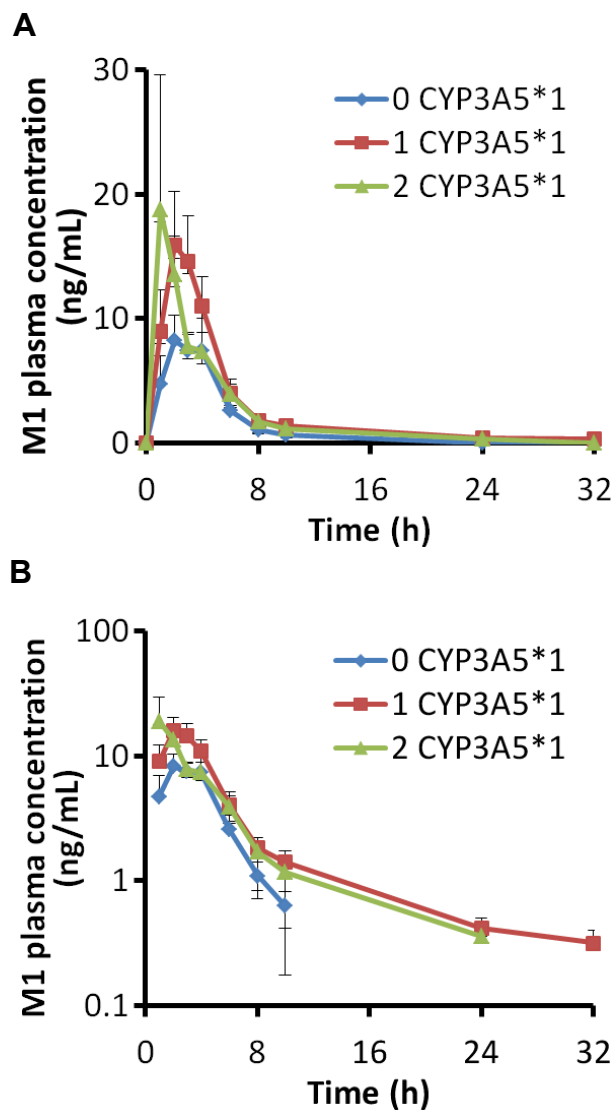 A
M1 plasma concentration
(ng/mL)
30
20
10
0
0 CYP3A5*1
1 CYP3A5*1
2 CYP3A5*1
0
8
16
24
32
Time (h)
B
M1 plasma concentration
(ng/mL)
100
10
1
0.1
0 CYP3A5*1
1 CYP3A5*1
2 CYP3A5*1
0
8
16
24
32
Time (h)